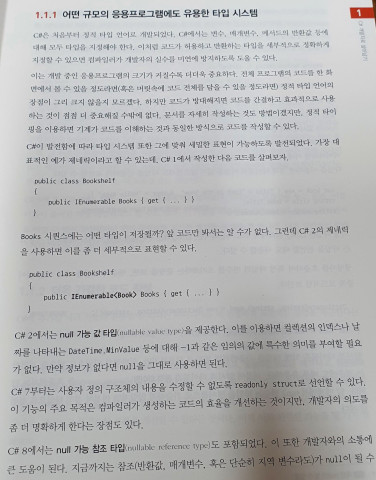 1.1.1 어떤 규모의 응용프로그램에도 유용한 타입 시스템
1
C#은 처음부터 정적 타입 언어로 개발되었다. C#에서는 변수, 매개변수, 메서드의 반환값 등에
대해 모두 타입을 지정해야 한다. 이처럼 코드가 허용하고 반환하는 타입을 세부적으로 정확하게
지정할 수 있으면 컴파일러가 개발자의 실수를 미연에 방지하도록 도울 수 있다.
이는 개발 중인 응용프로그램의 크기가 커질수록 더더욱 중요하다. 전체 프로그램의 코드를 한 화
면에서 볼 수 있을 정도라면(혹은 머릿속에 코드 전체를 담을 수 있을 정도라면) 정적 타입 언어의
장점이 그리 크지 않을지 모르겠다. 하지만 코드가 방대해지면 코드를 간결하고 효과적으로 사용
하는 것이 점점 더 중요해질 수밖에 없다. 문서를 자세히 작성하는 것도 방법이겠지만, 정적 타이
핑을 이용하면 기계가 코드를 이해하는 것과 동일한 방식으로 코드를 작성할 수 있다.
C#이 발전함에 따라 타입 시스템 또한 그에 맞춰 세밀한 표현이 가능하도록 발전되었다. 가장 대
표적인 예가 제네릭이라고 할 수 있는데, C# 1에서 작성한 다음 코드를 살펴보자.
public class Bookshelf
{
public IEnumerable Books { get { ... } }
}
Books 시퀀스에는 어떤 타입이 저장될까? 앞 코드만 봐서는 알 수가 없다. 그런데 C# 2의 제네릭
을 사용하면 이를 좀 더 세부적으로 표현할 수 있다.
public class Bookshelf
{
public IEnumerable<Book> Books { get { ... } }
}
C# 2에서는 null 가능 값 타입(nullable value type)을 제공한다. 이를 이용하면 컬렉션의 인덱스나 날
짜를 나타내는 DateTime.MinValue 등에 대해 -1과 같은 임의의 값에 특수한 의미를 부여할 필요
가 없다. 만약 정보가 없다면 null을 그대로 사용하면 된다.
C# 7부터는 사용자 정의 구조체의 내용을 수정할 수 없도록 readonly struct로 선언할 수 있다.
이 기능의 주요 목적은 컴파일러가 생성하는 코드의 효율을 개선하는 것이지만, 개발자의 의도를
좀 더 명확하게 한다는 장점도 있다.
C# 8에서는 null 가능 참조 타입(nullable reference type)도 포함되었다. 이 또한 개발자와의 소통에
큰 도움이 된다. 지금까지는 참조(반환값, 매개변수, 혹은 단순히 지역 변수라도)가 null이 될 수